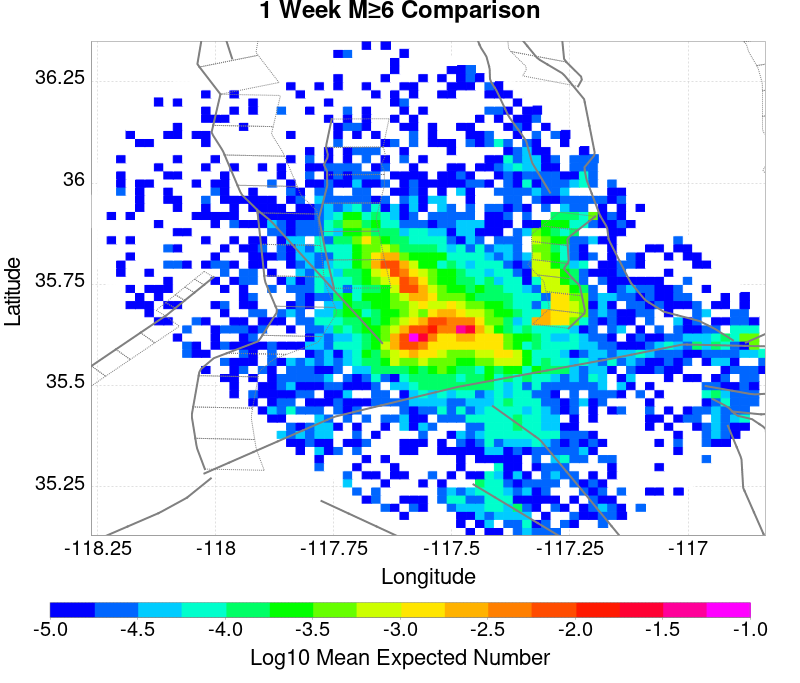 1 Week M≥6 Comparison
Latitude
36.25
36
35.75
35.5
35.25
-118.25 -118 -117.75 -117.5 -117.25 -117
Longitude
-5.0 -4.5 -4.0 -3.5 -3.0 -2.5 -2.0 -1.5 -1.0
Log10 Mean Expected Number